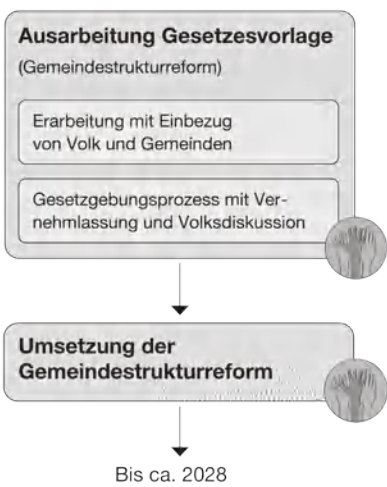 Ausarbeitung Gesetzesvorlage
(Gemeindestrukturreform)
Erarbeitung mit Einbezug
von Volk und Gemeinden
Gesetzgebungsprozess mit Ver-
nehmlassung und Volksdiskussion
Umsetzung der
Gemeindestrukturreform
Bis ca. 2028